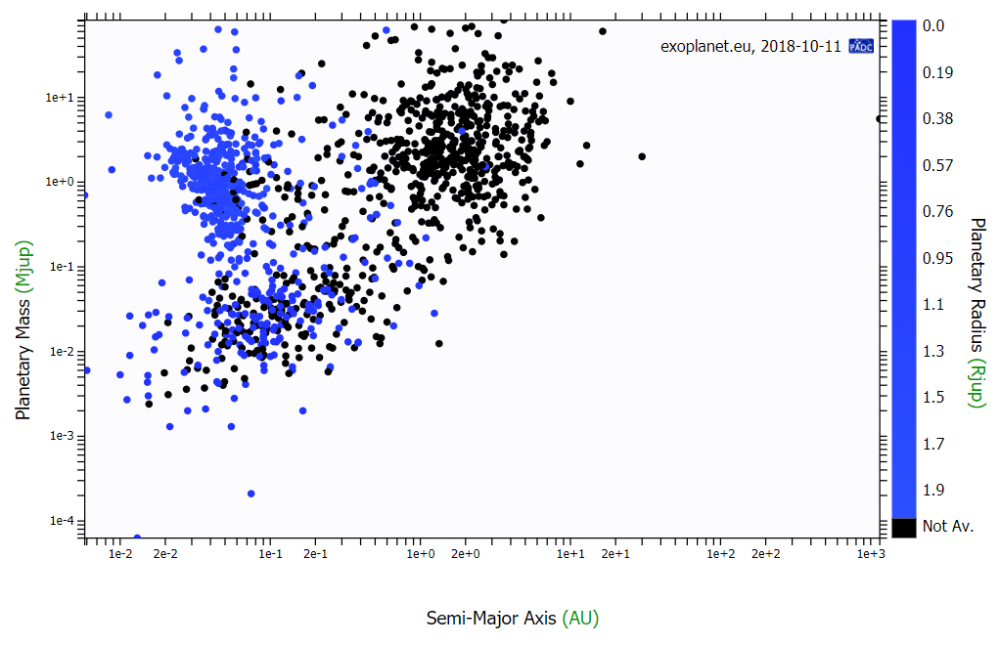 exoplanet.eu, 2018-10-11 PADC
1e+1
1e+0
1e-1
1e-2
1e-3
1e-4
Planetary Mass (Mjup)
1e-2 2e-2 1e-1 2e-1 1e+0 2e+0 1e+1 2e+1 1e+2 2e+2 1e+3
Semi-Major Axis (AU)
0.0
0.19
0.38
0.57
0.76
0.95
1.1
1.3
1.5
1.7
1.9
Not Av.
Planetary Radius (Rjup)